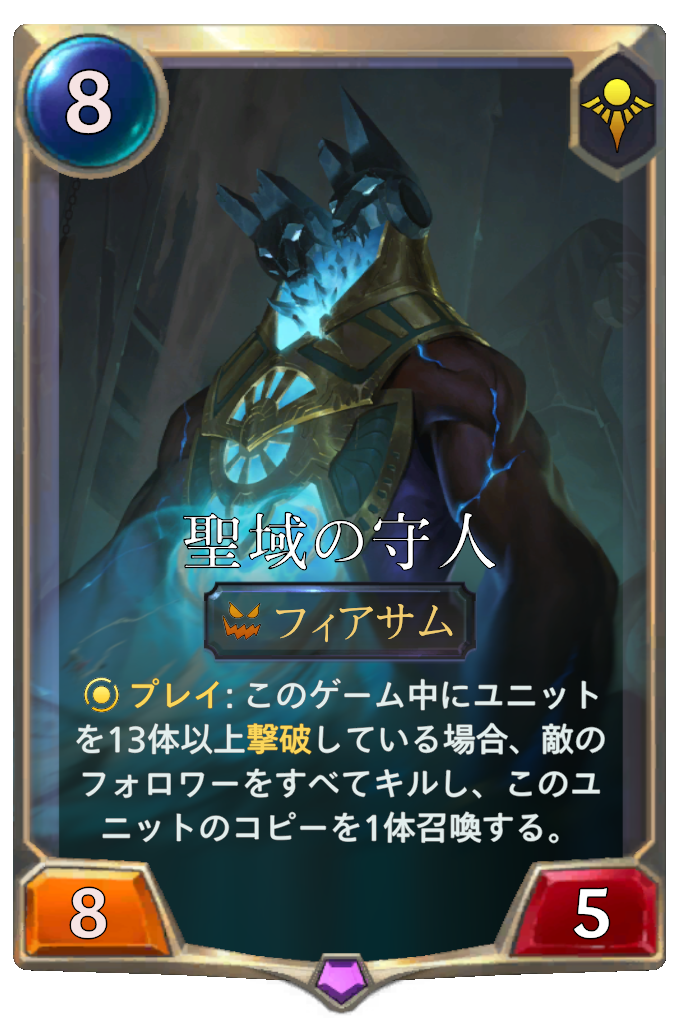 8
聖域の守人
フィアサム
プレイ: このゲーム中にユニット
を13体以上撃破している場合、敵の
フォロワーをすべてキルし、このユ
ニットのコピーを1体召喚する。
8
5